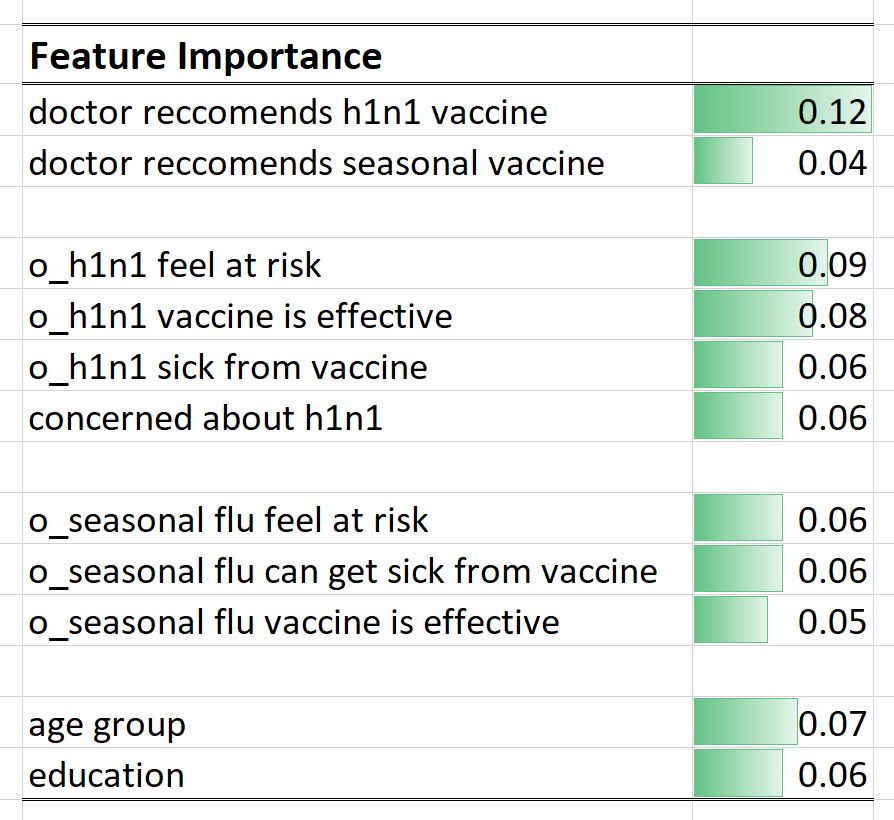 Feature Importance
doctor reccomends h1n1 vaccine 0.12
doctor reccomends seasonal vaccine 0.04
o_h1n1 feel at risk 0.09
o_h1n1 vaccine is effective 0.08
o_h1n1 sick from vaccine 0.06
concerned about h1n1 0.06
o_seasonal flu feel at risk 0.06
o_seasonal flu can get sick from vaccine 0.06
o_seasonal flu vaccine is effective 0.05
age group 0.07
education 0.06